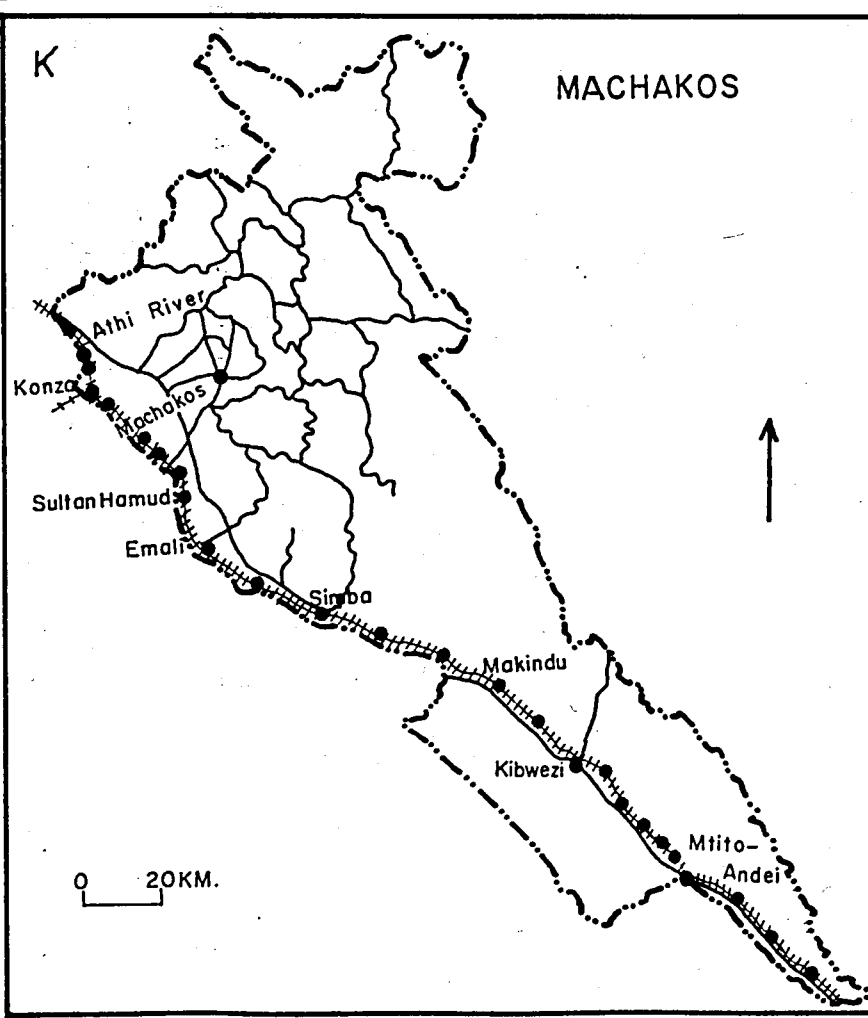 K
MACHAKOS
Athi River
Konza
Machakos
Sultan Hamud
Emali
Simba
Makindu
Kibwezi
Mtito-
Andei
0 20KM.